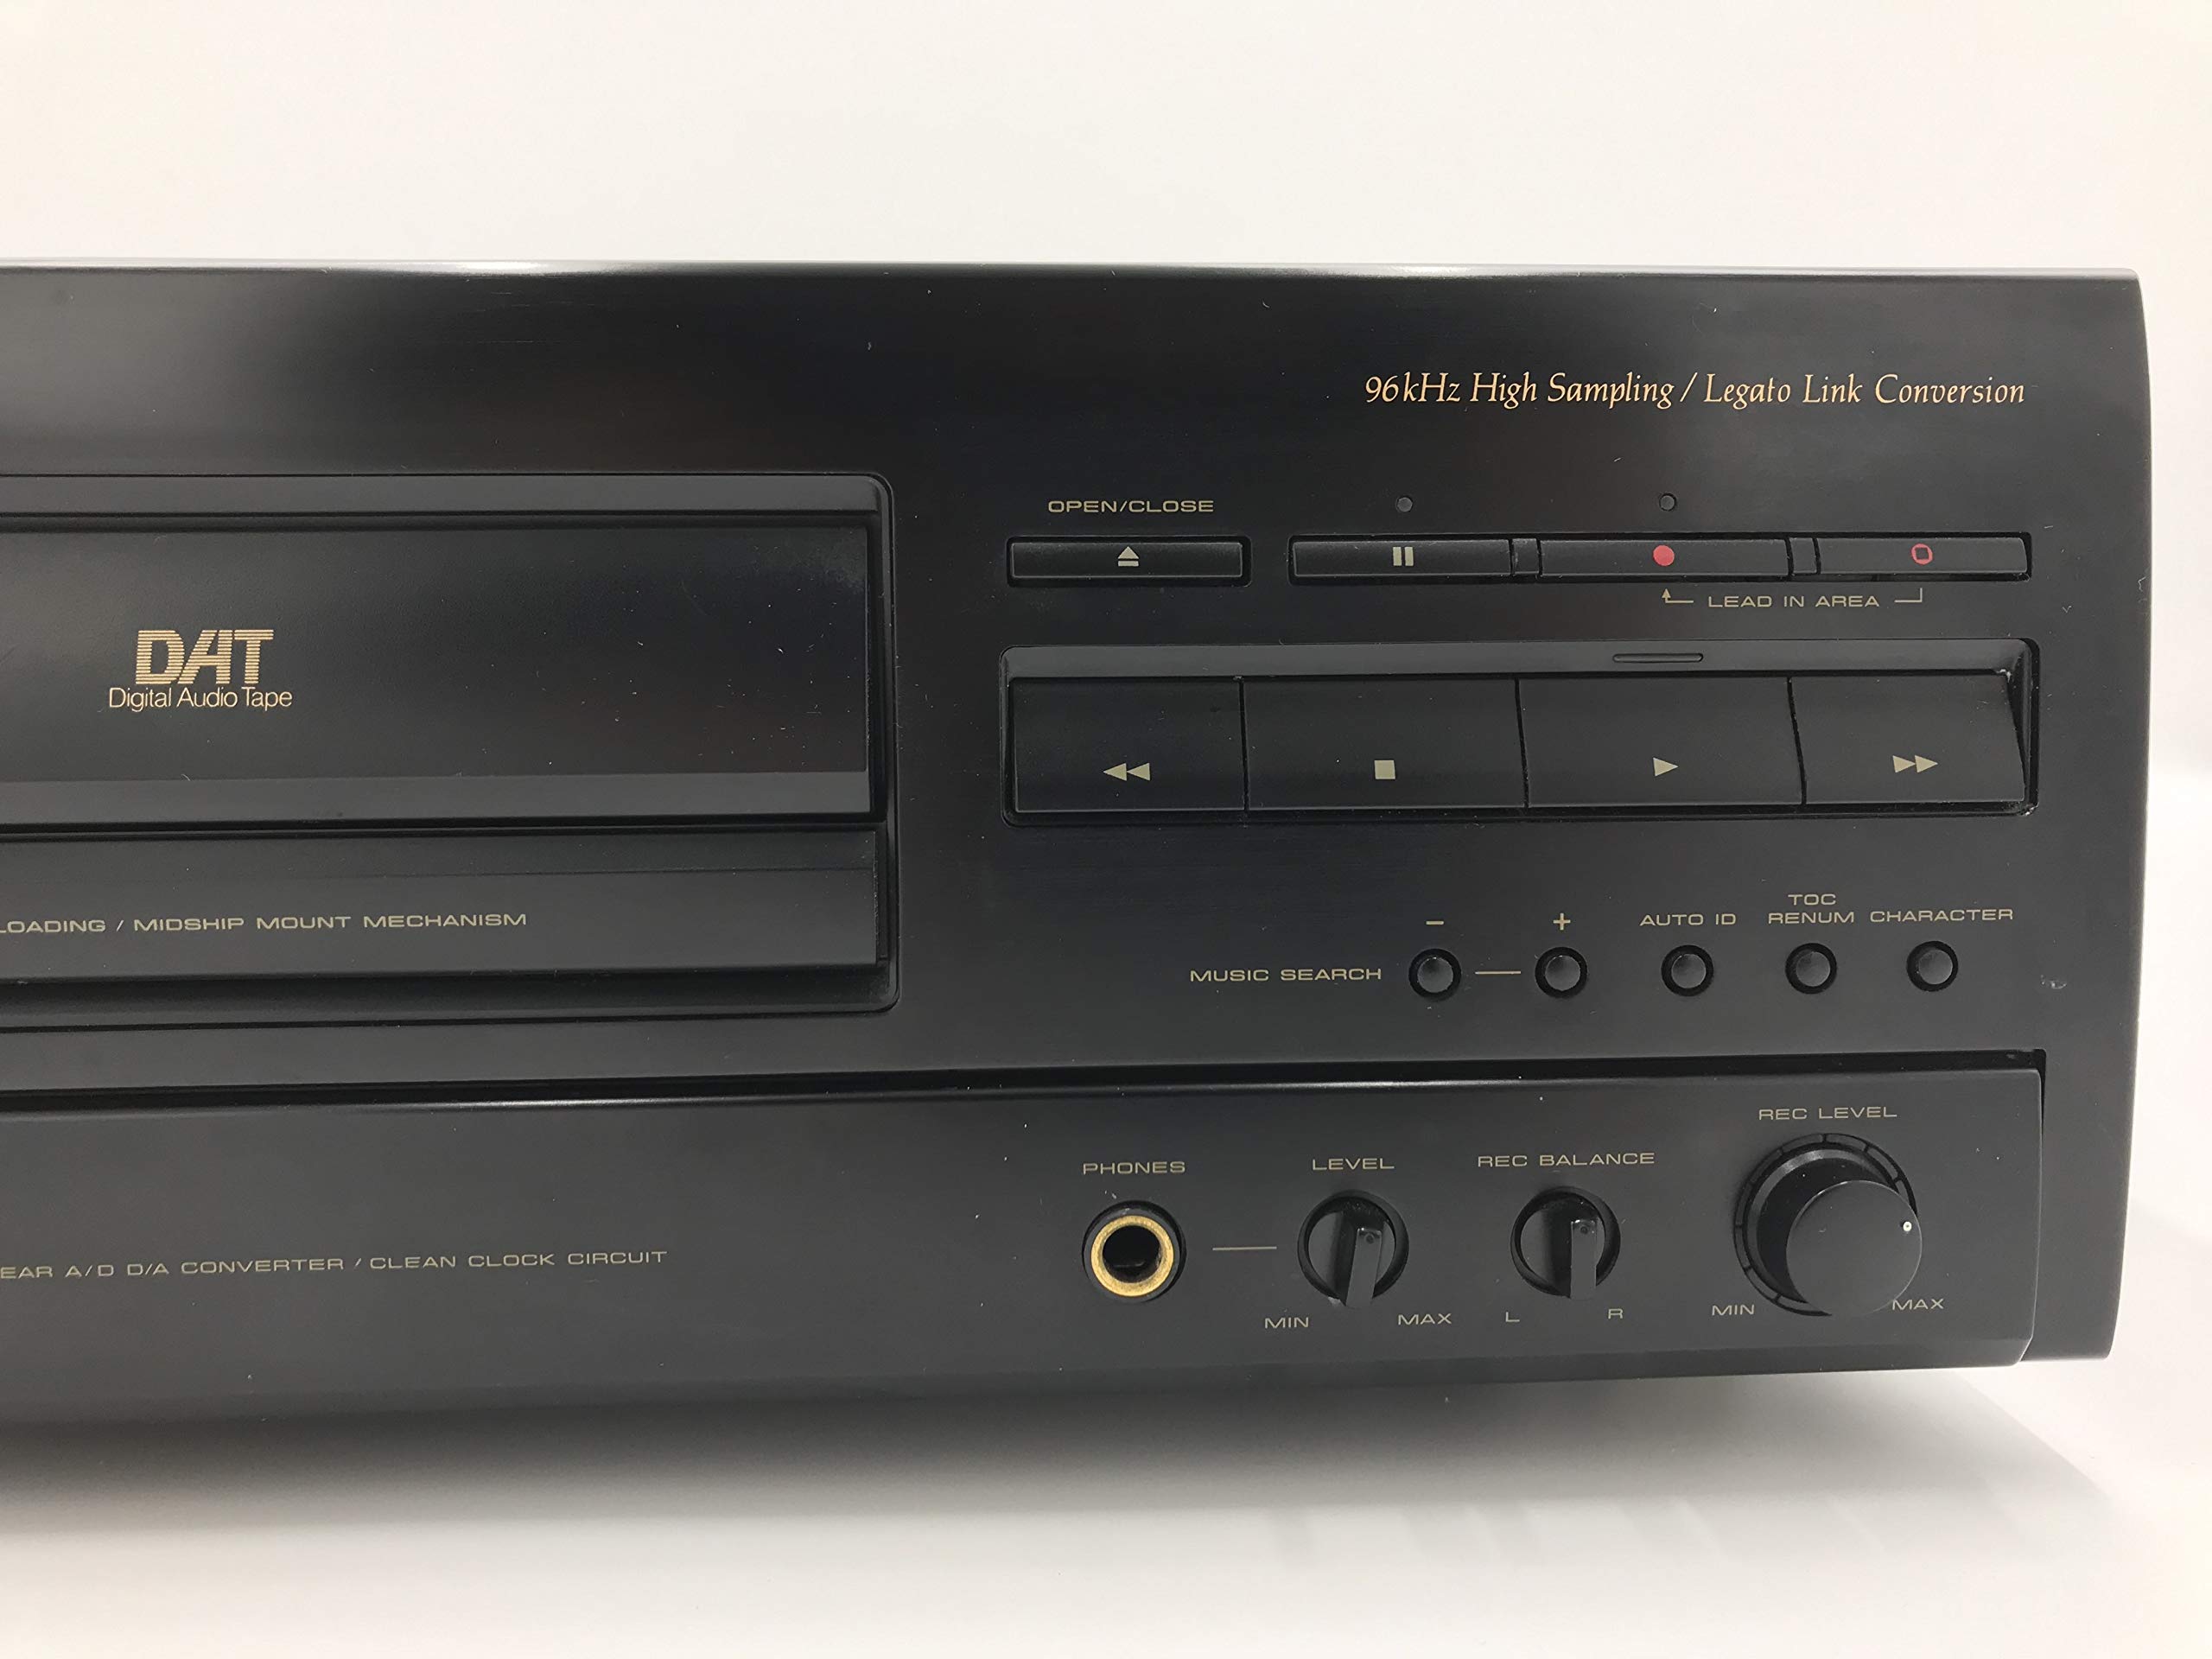 96kHz High Sampling / Legato Link Conversion
OPEN/CLOSE
LEAD IN AREA
DAT
Digital Audio Tape
LOADING / MIDSHIP MOUNT MECHANISM
MUSIC SEARCH − +
AUTO ID
TOC
RENUM
CHARACTER
EAR A/D D/A CONVERTER / CLEAN CLOCK CIRCUIT
PHONES
LEVEL
MIN MAX
REC BALANCE
L R
REC LEVEL
MIN MAX